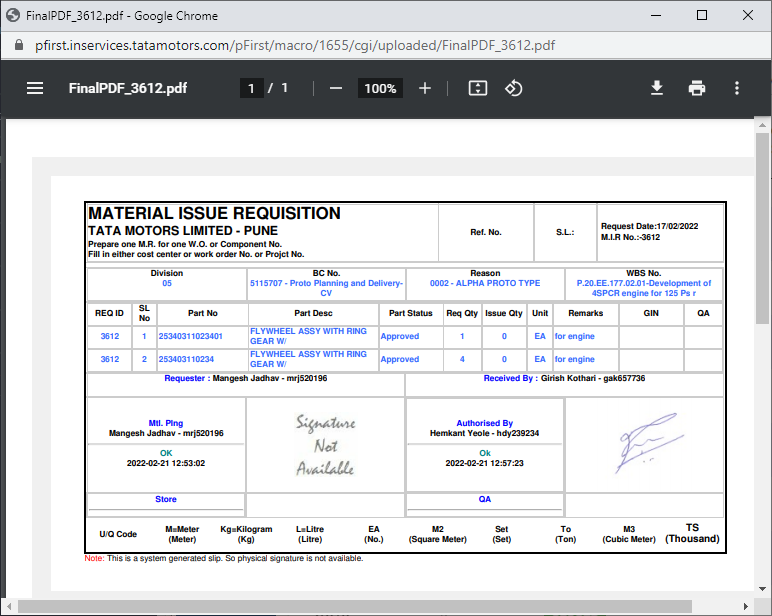 FinalPDF_3612.pdf - Google Chrome
pfirst.inservices.tatamotors.com/pFirst/macro/1655/cgi/uploaded/FinalPDF_3612.pdf
FinalPDF_3612.pdf 1 / 1 100%
MATERIAL ISSUE REQUISITION
TATA MOTORS LIMITED - PUNE
Prepare one M.R. for one W.O. or Component No.
Fill in either cost center or work order No. or Projct No.
Ref. No. S.L.:
Request Date:17/02/2022
M.I.R No.:-3612
Division BC No. Reason WBS No.
05 5115707 - Proto Planning and Delivery- 0002 - ALPHA PROTO TYPE P.20.EE.177.02.01-Development of
CV 4SPCR engine for 125 Ps r
REQ ID SL Part No Part Desc Part Status Req Qty Issue Qty Unit Remarks GIN QA
No
3612 1 25340311023401 FLYWHEEL ASSY WITH RING Approved 1 0 EA for engine
GEAR W/
3612 2 253403110234 FLYWHEEL ASSY WITH RING Approved 4 0 EA for engine
GEAR W/
Requester : Mangesh Jadhav - mrj520196 Received By : Girish Kothari - gak657736
Mtl. Plng
Mangesh Jadhav - mrj520196
OK
2022-02-21 12:53:02
Signature
Not
Available
Authorised By
Hemkant Yeole - hdy239234
Ok
2022-02-21 12:57:23
Store QA
U/Q Code M=Meter Kg=Kilogram L=Litre EA M2 Set To M3 TS
(Meter) (Kg) (Litre) (No.) (Square Meter) (Set) (Ton) (Cubic Meter) (Thousand)
Note: This is a system generated slip. So physical signature is not available.